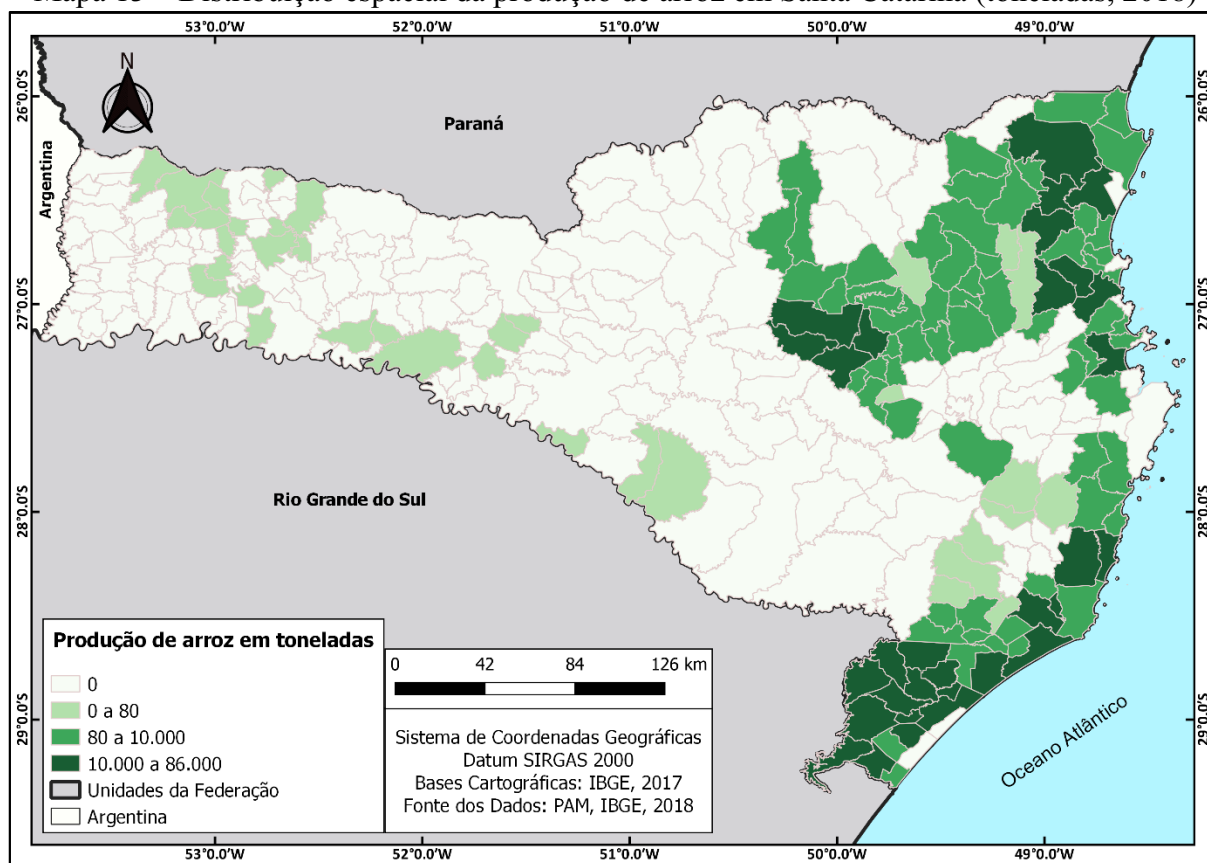 Mapa 15 – Distribuição espacial da produção de arroz em Santa Catarina (toneladas, 2018)
53°0.0'W 52°0.0'W 51°0.0'W 50°0.0'W 49°0.0'W
N
26°0.0'S 26°0.0'S
Paraná
Argentina
27°0.0'S 27°0.0'S
Rio Grande do Sul
28°0.0'S 28°0.0'S
Produção de arroz em toneladas
0
0 a 80
80 a 10.000
10.000 a 86.000
Unidades da Federação
Argentina
0 42 84 126 km
Sistema de Coordenadas Geográficas
Datum SIRGAS 2000
Bases Cartográficas: IBGE, 2017
Fonte dos Dados: PAM, IBGE, 2018
29°0.0'S 29°0.0'S
Oceano Atlântico
53°0.0'W 52°0.0'W 51°0.0'W 50°0.0'W 49°0.0'W